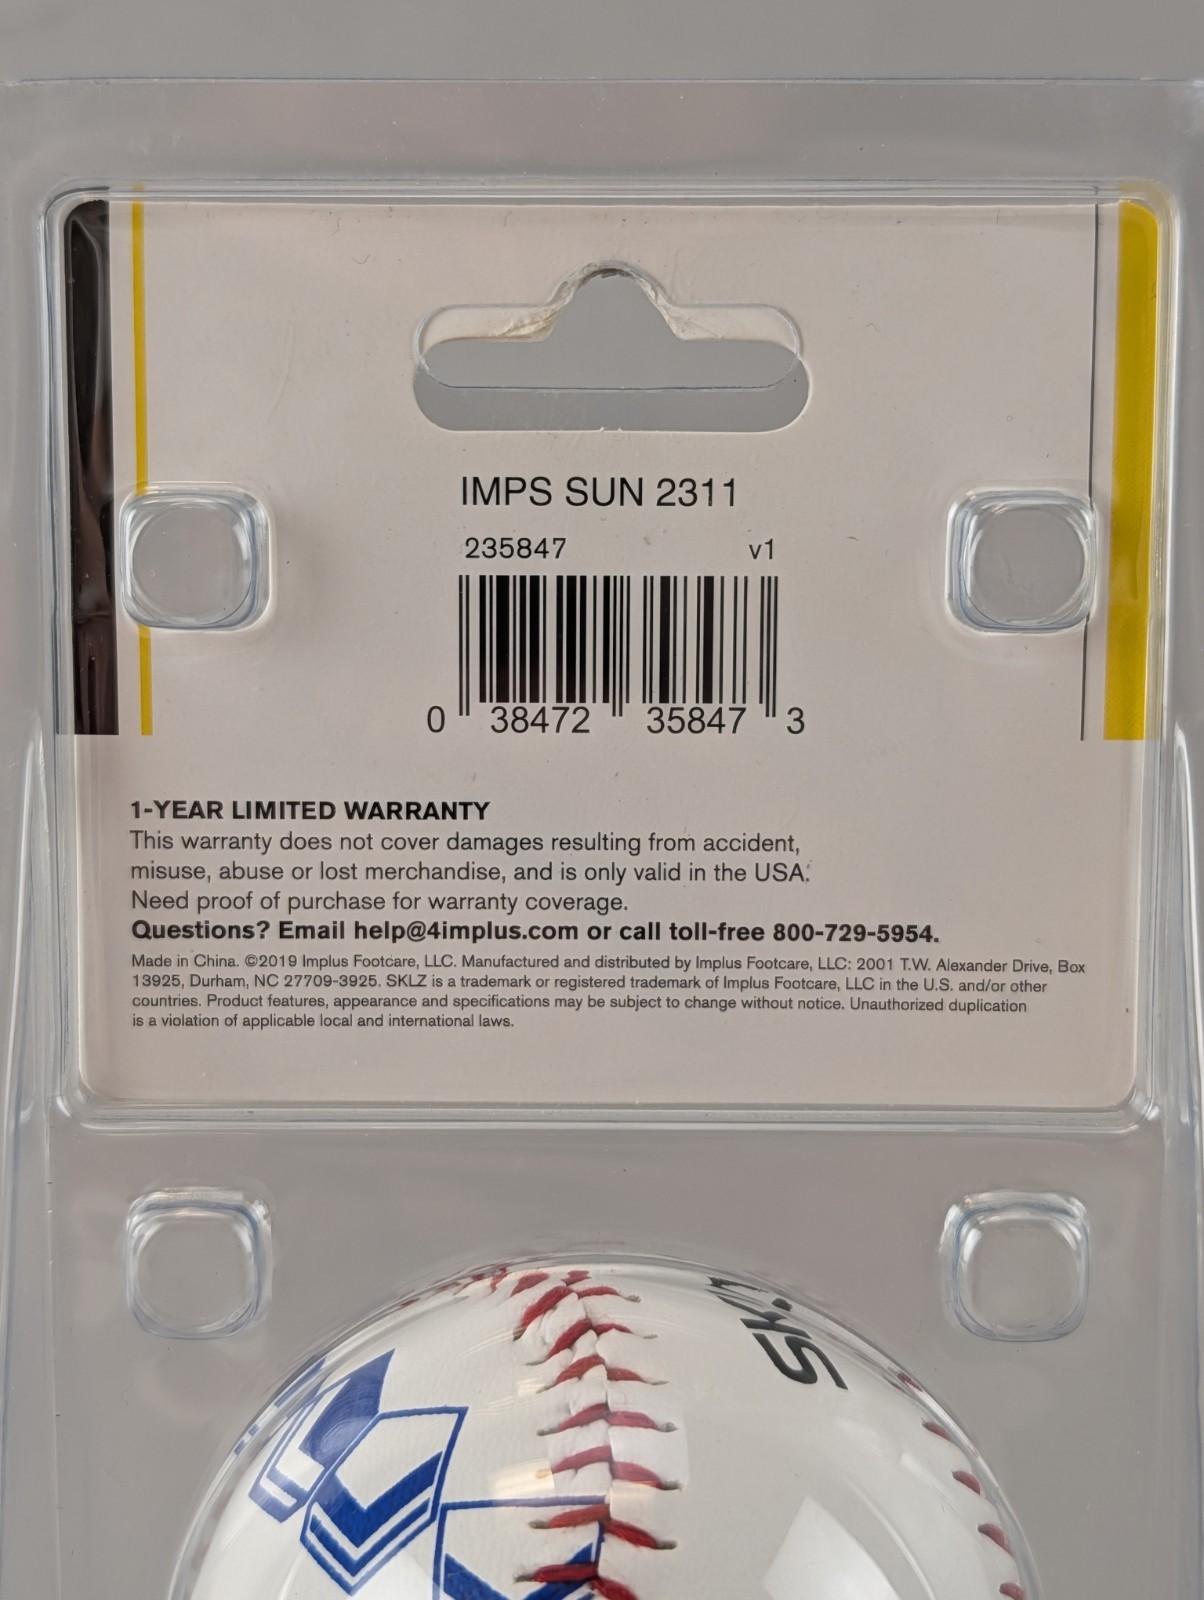 IMPS SUN 2311
235847 v1
0 38472 35847 3
1-YEAR LIMITED WARRANTY
This warranty does not cover damages resulting from accident,
misuse, abuse or lost merchandise, and is only valid in the USA.
Need proof of purchase for warranty coverage.
Questions? Email help@4implus.com or call toll-free 800-729-5954.
Made in China. ©2019 Implus Footcare, LLC. Manufactured and distributed by Implus Footcare, LLC: 2001 T.W. Alexander Drive, Box
13925, Durham, NC 27709-3925. SKLZ is a trademark or registered trademark of Implus Footcare, LLC in the U.S. and/or other
countries. Product features, appearance and specifications may be subject to change without notice. Unauthorized duplication
is a violation of applicable local and international laws.